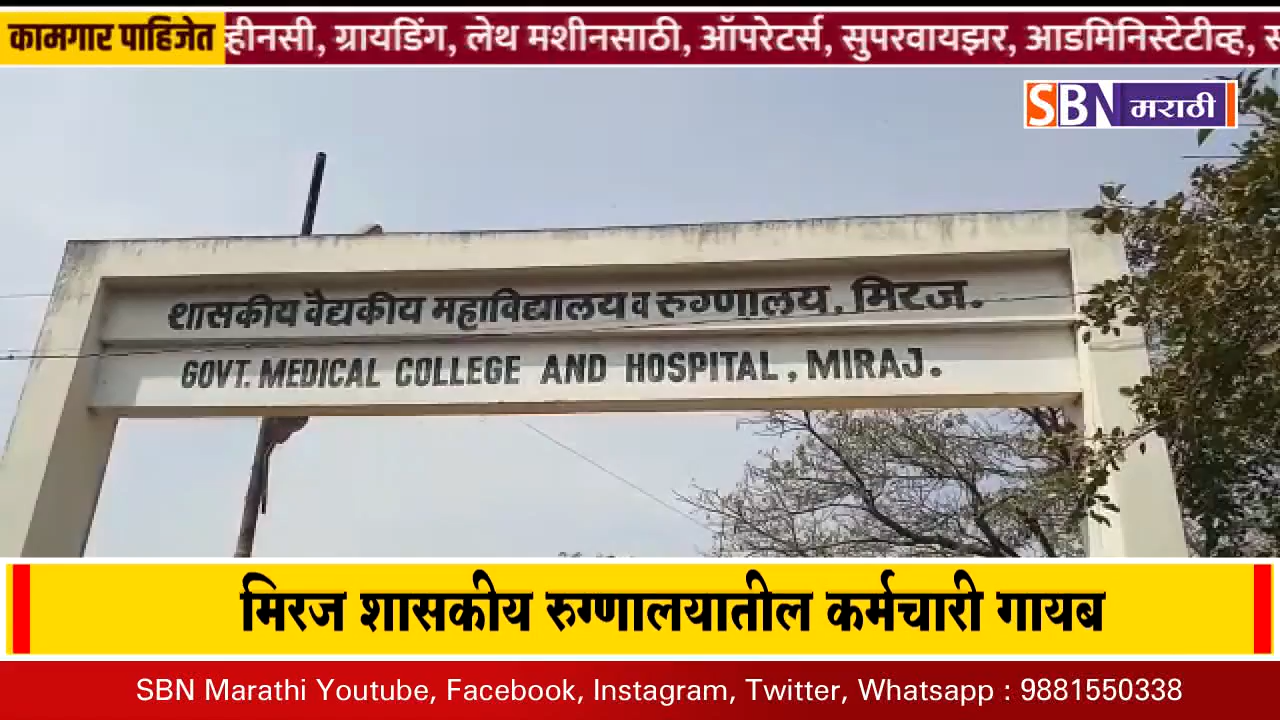 कामगार पाहिजेत
व्हीनसी, ग्रायडिंग, लेथ मशीनसाठी, ऑपरेटर्स, सुपरवायझर, आडमिनिस्टेटीव्ह,
SBN मराठी
शासकीय वैद्यकीय महाविद्यालय व रुग्णालय, मिरज.
GOVT. MEDICAL COLLEGE AND HOSPITAL, MIRAJ.
मिरज शासकीय रुग्णालयातील कर्मचारी गायब
SBN Marathi Youtube, Facebook, Instagram, Twitter, Whatsapp : 9881550338